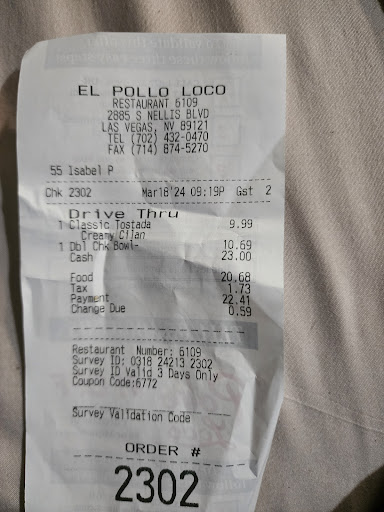 EL POLLO LOCO
RESTAURANT 6109
2885 S NELLIS BLVD
LAS VEGAS, NV 89121
TEL (702) 432-0470
FAX (714) 874-5270
55 Isabel P
Chk 2302 Mar18'24 09:19P Gst 2
Drive Thru
1 Classic Tostada 9.99
Creamy Cilan
1 Dbl Chk Bowl- 10.69
Cash 23.00
Food 20.68
Tax 1.73
Payment 22.41
Change Due 0.59
Restaurant Number: 6109
Survey ID: 0318 24213 2302
Survey ID Valid 3 Days Only
Coupon Code:6772
Survey Validation Code
ORDER #
2302